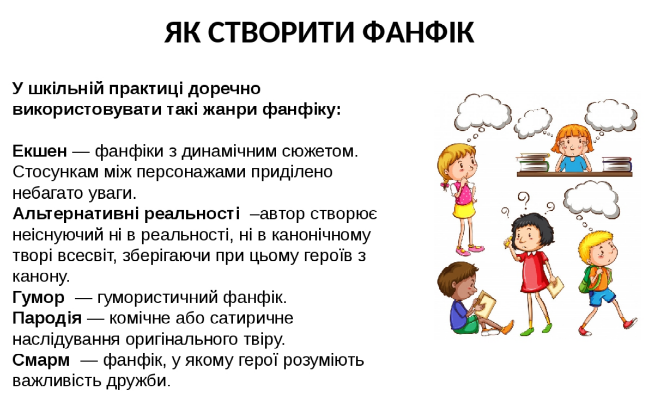 ЯК СТВОРИТИ ФАНФІК
У шкільній практиці доречно
використовувати такі жанри фанфіку:
Екшен — фанфіки з динамічним сюжетом.
Стосункам між персонажами приділено
небагато уваги.
Альтернативні реальності –автор створює
неіснуючий ні в реальності, ні в канонічному
творі всесвіт, зберігаючи при цьому героїв з
канону.
Гумор — гумористичний фанфік.
Пародія — комічне або сатиричне
наслідування оригінального твіру.
Смарм — фанфік, у якому герої розуміють
важливість дружби.
? ? ?